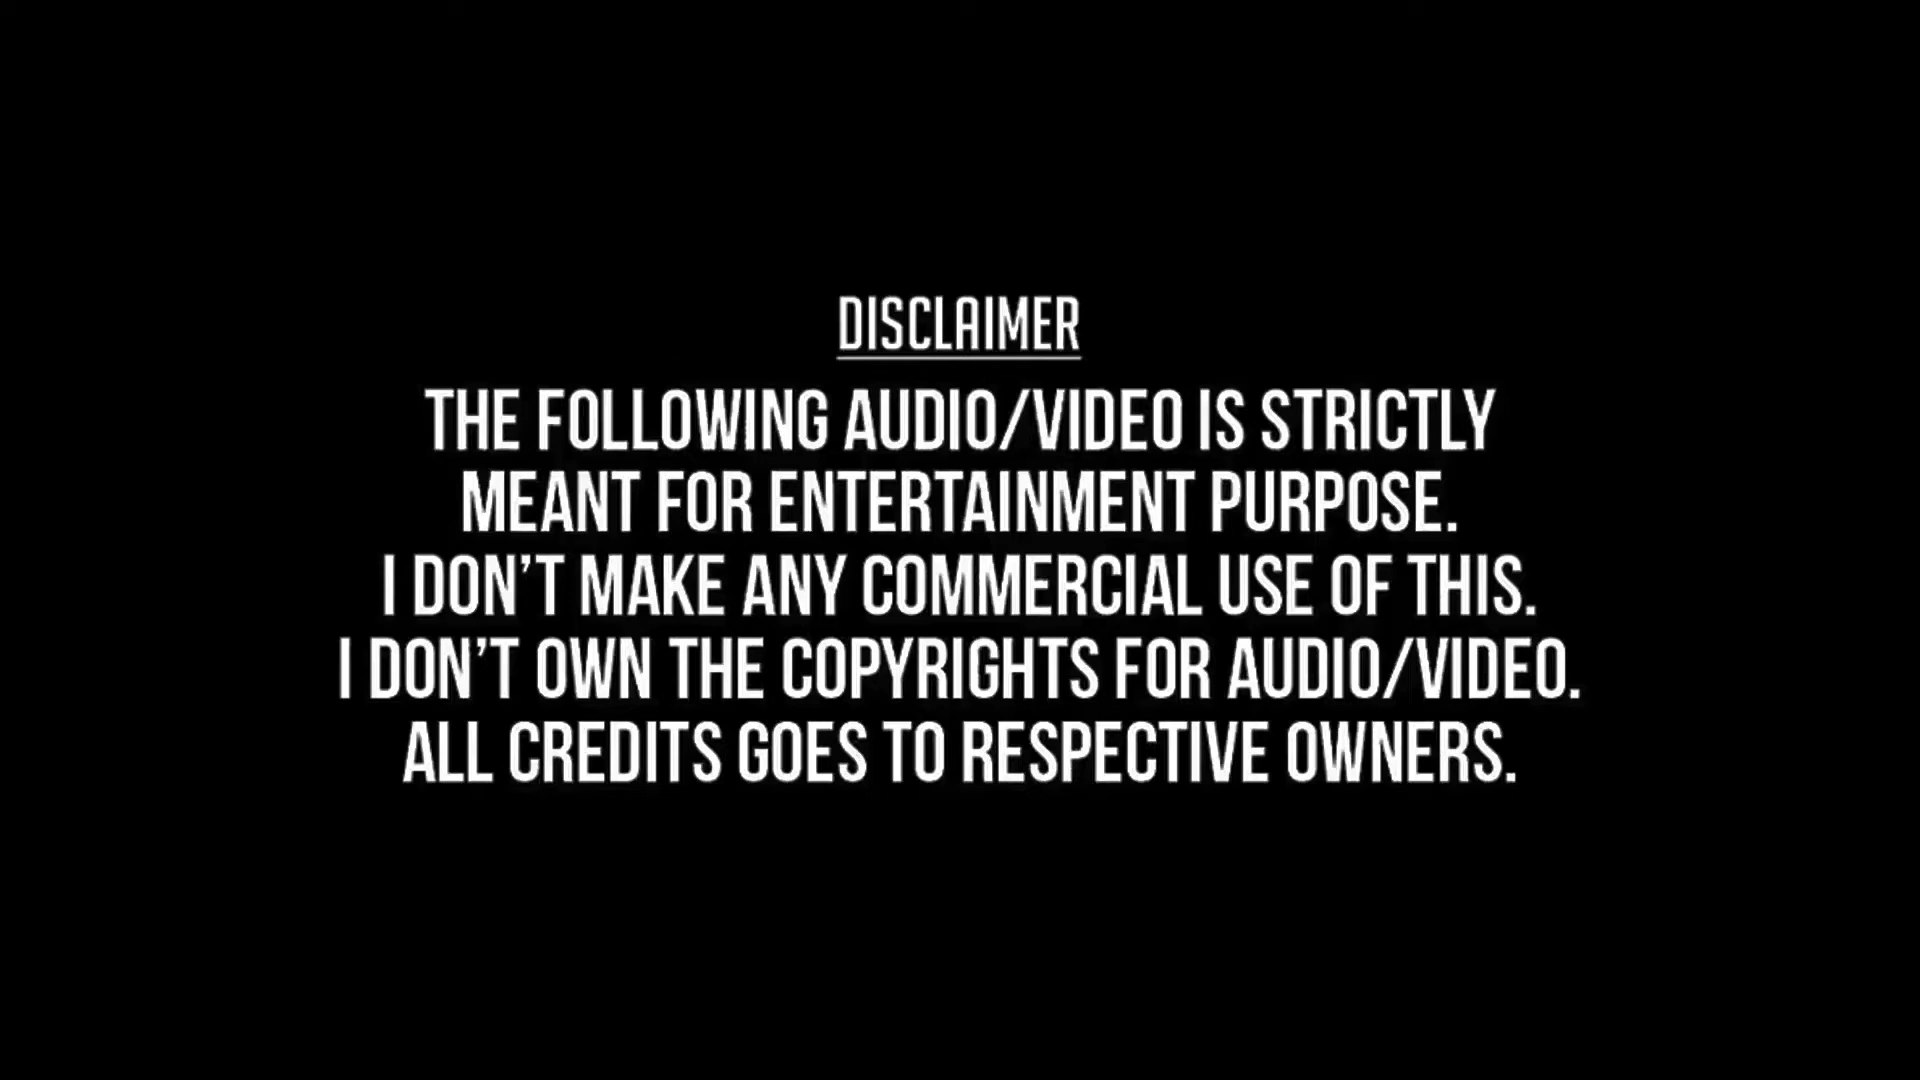 DISCLAIMER
THE FOLLOWING AUDIO/VIDEO IS STRICTLY
MEANT FOR ENTERTAINMENT PURPOSE.
I DON’T MAKE ANY COMMERCIAL USE OF THIS.
I DON’T OWN THE COPYRIGHTS FOR AUDIO/VIDEO.
ALL CREDITS GOES TO RESPECTIVE OWNERS.